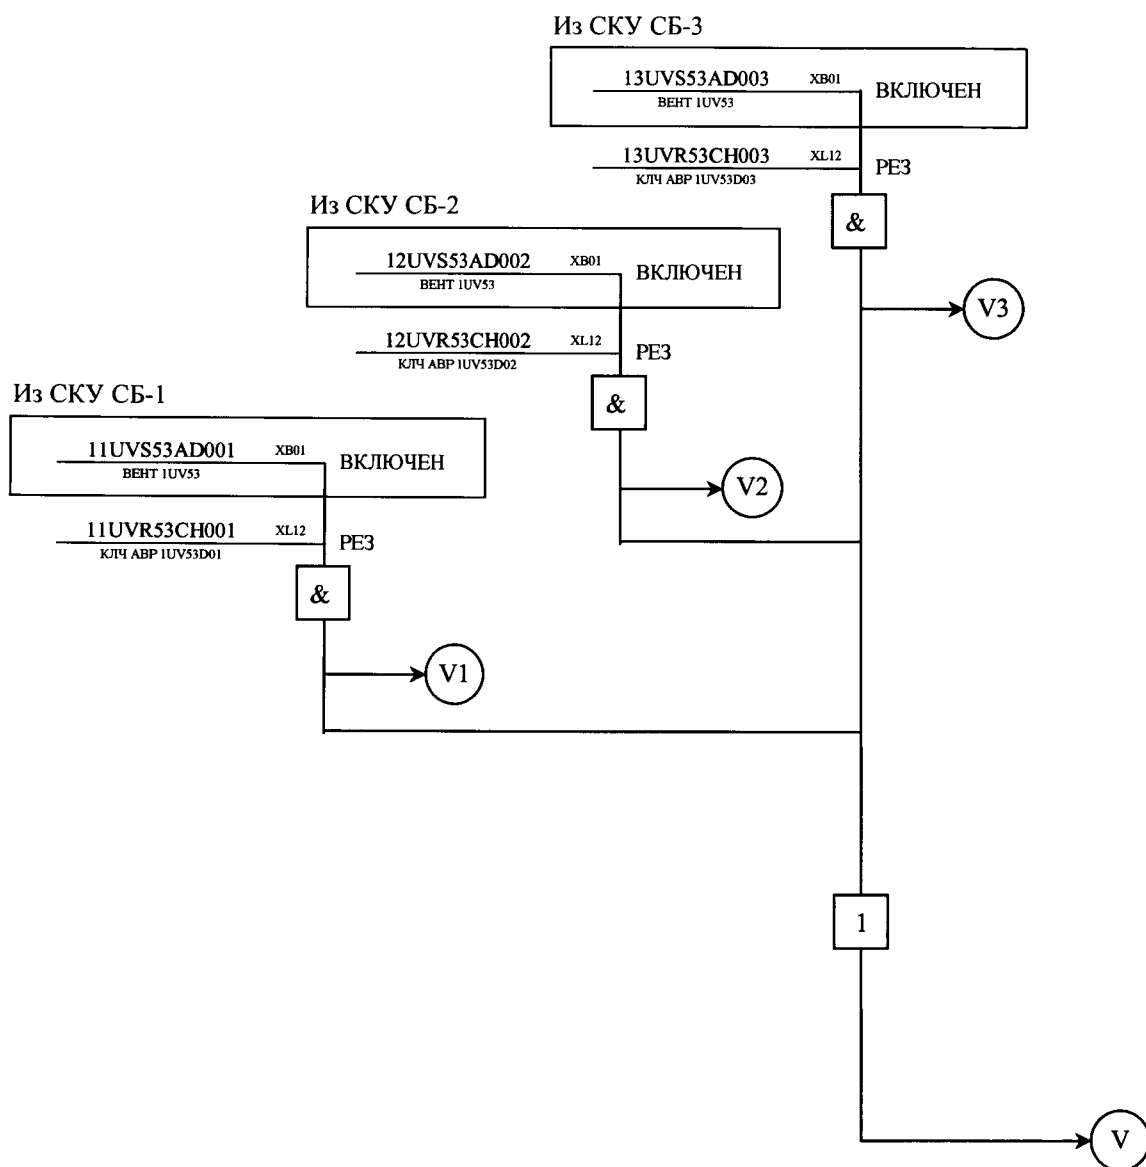 Из СКУ СБ-3
13UVS53AD003 XB01 ВКЛЮЧЕН
ВЕНТ 1UV53
13UVR53CH003 XL12 РЕЗ
КЛЧ АВР 1UV53D03
&
Из СКУ СБ-2
12UVS53AD002 XB01 ВКЛЮЧЕН
ВЕНТ 1UV53
12UVR53CH002 XL12 РЕЗ
КЛЧ АВР 1UV53D02
&
V3
Из СКУ СБ-1
11UVS53AD001 XB01 ВКЛЮЧЕН
ВЕНТ 1UV53
11UVR53CH001 XL12 РЕЗ
КЛЧ АВР 1UV53D01
&
V2
V1
1
V